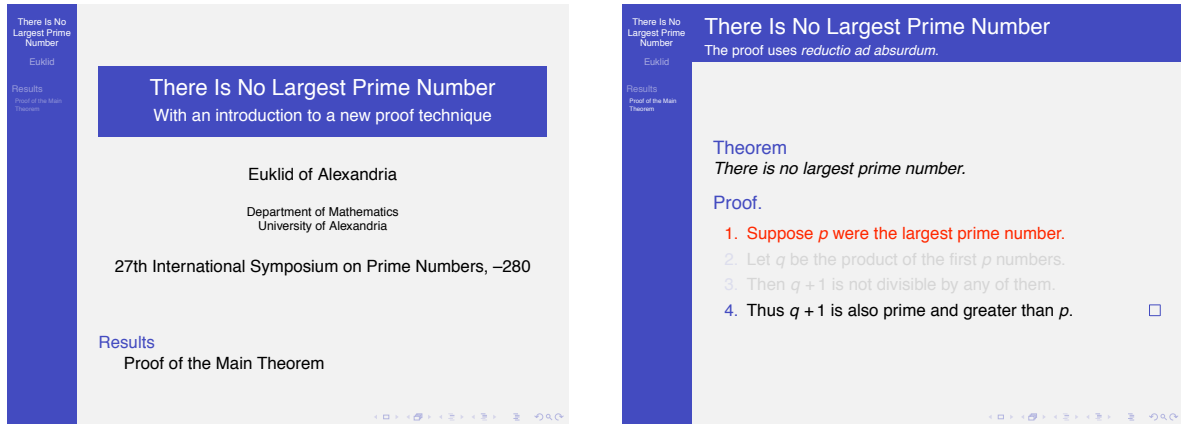 There Is No
Largest Prime
Number
Euklid
Results
Proof of the Main
Theorem
There Is No Largest Prime Number
With an introduction to a new proof technique
Euklid of Alexandria
Department of Mathematics
University of Alexandria
27th International Symposium on Prime Numbers, –280
Results
Proof of the Main Theorem
There Is No
Largest Prime
Number
Euklid
Results
Proof of the Main
Theorem
There Is No Largest Prime Number
The proof uses reductio ad absurdum.
Theorem
There is no largest prime number.
Proof.
1. Suppose p were the largest prime number.
2. Let q be the product of the first p numbers.
3. Then q + 1 is not divisible by any of them.
4. Thus q + 1 is also prime and greater than p. □